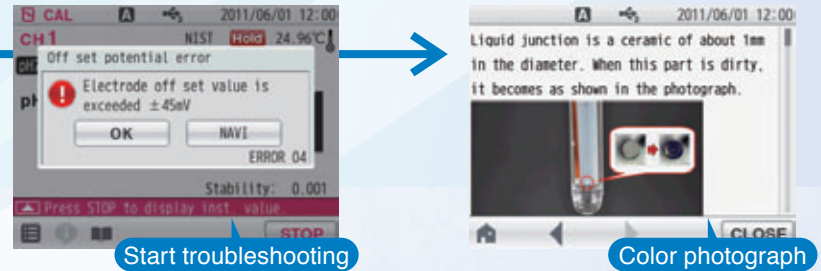 CAL A 2011/06/01 12:00
CH1 NIST Hold 24.96℃
Off set potential error
Electrode off set value is
exceeded ±45mV
OK NAVI
ERROR 04
Stability: 0.001
Press STOP to display inst. value.
STOP
Start troubleshooting
A 2011/06/01 12:00
Liquid junction is a ceramic of about 1mm
in the diameter. When this part is dirty,
it becomes as shown in the photograph.
CLOSE
Color photograph